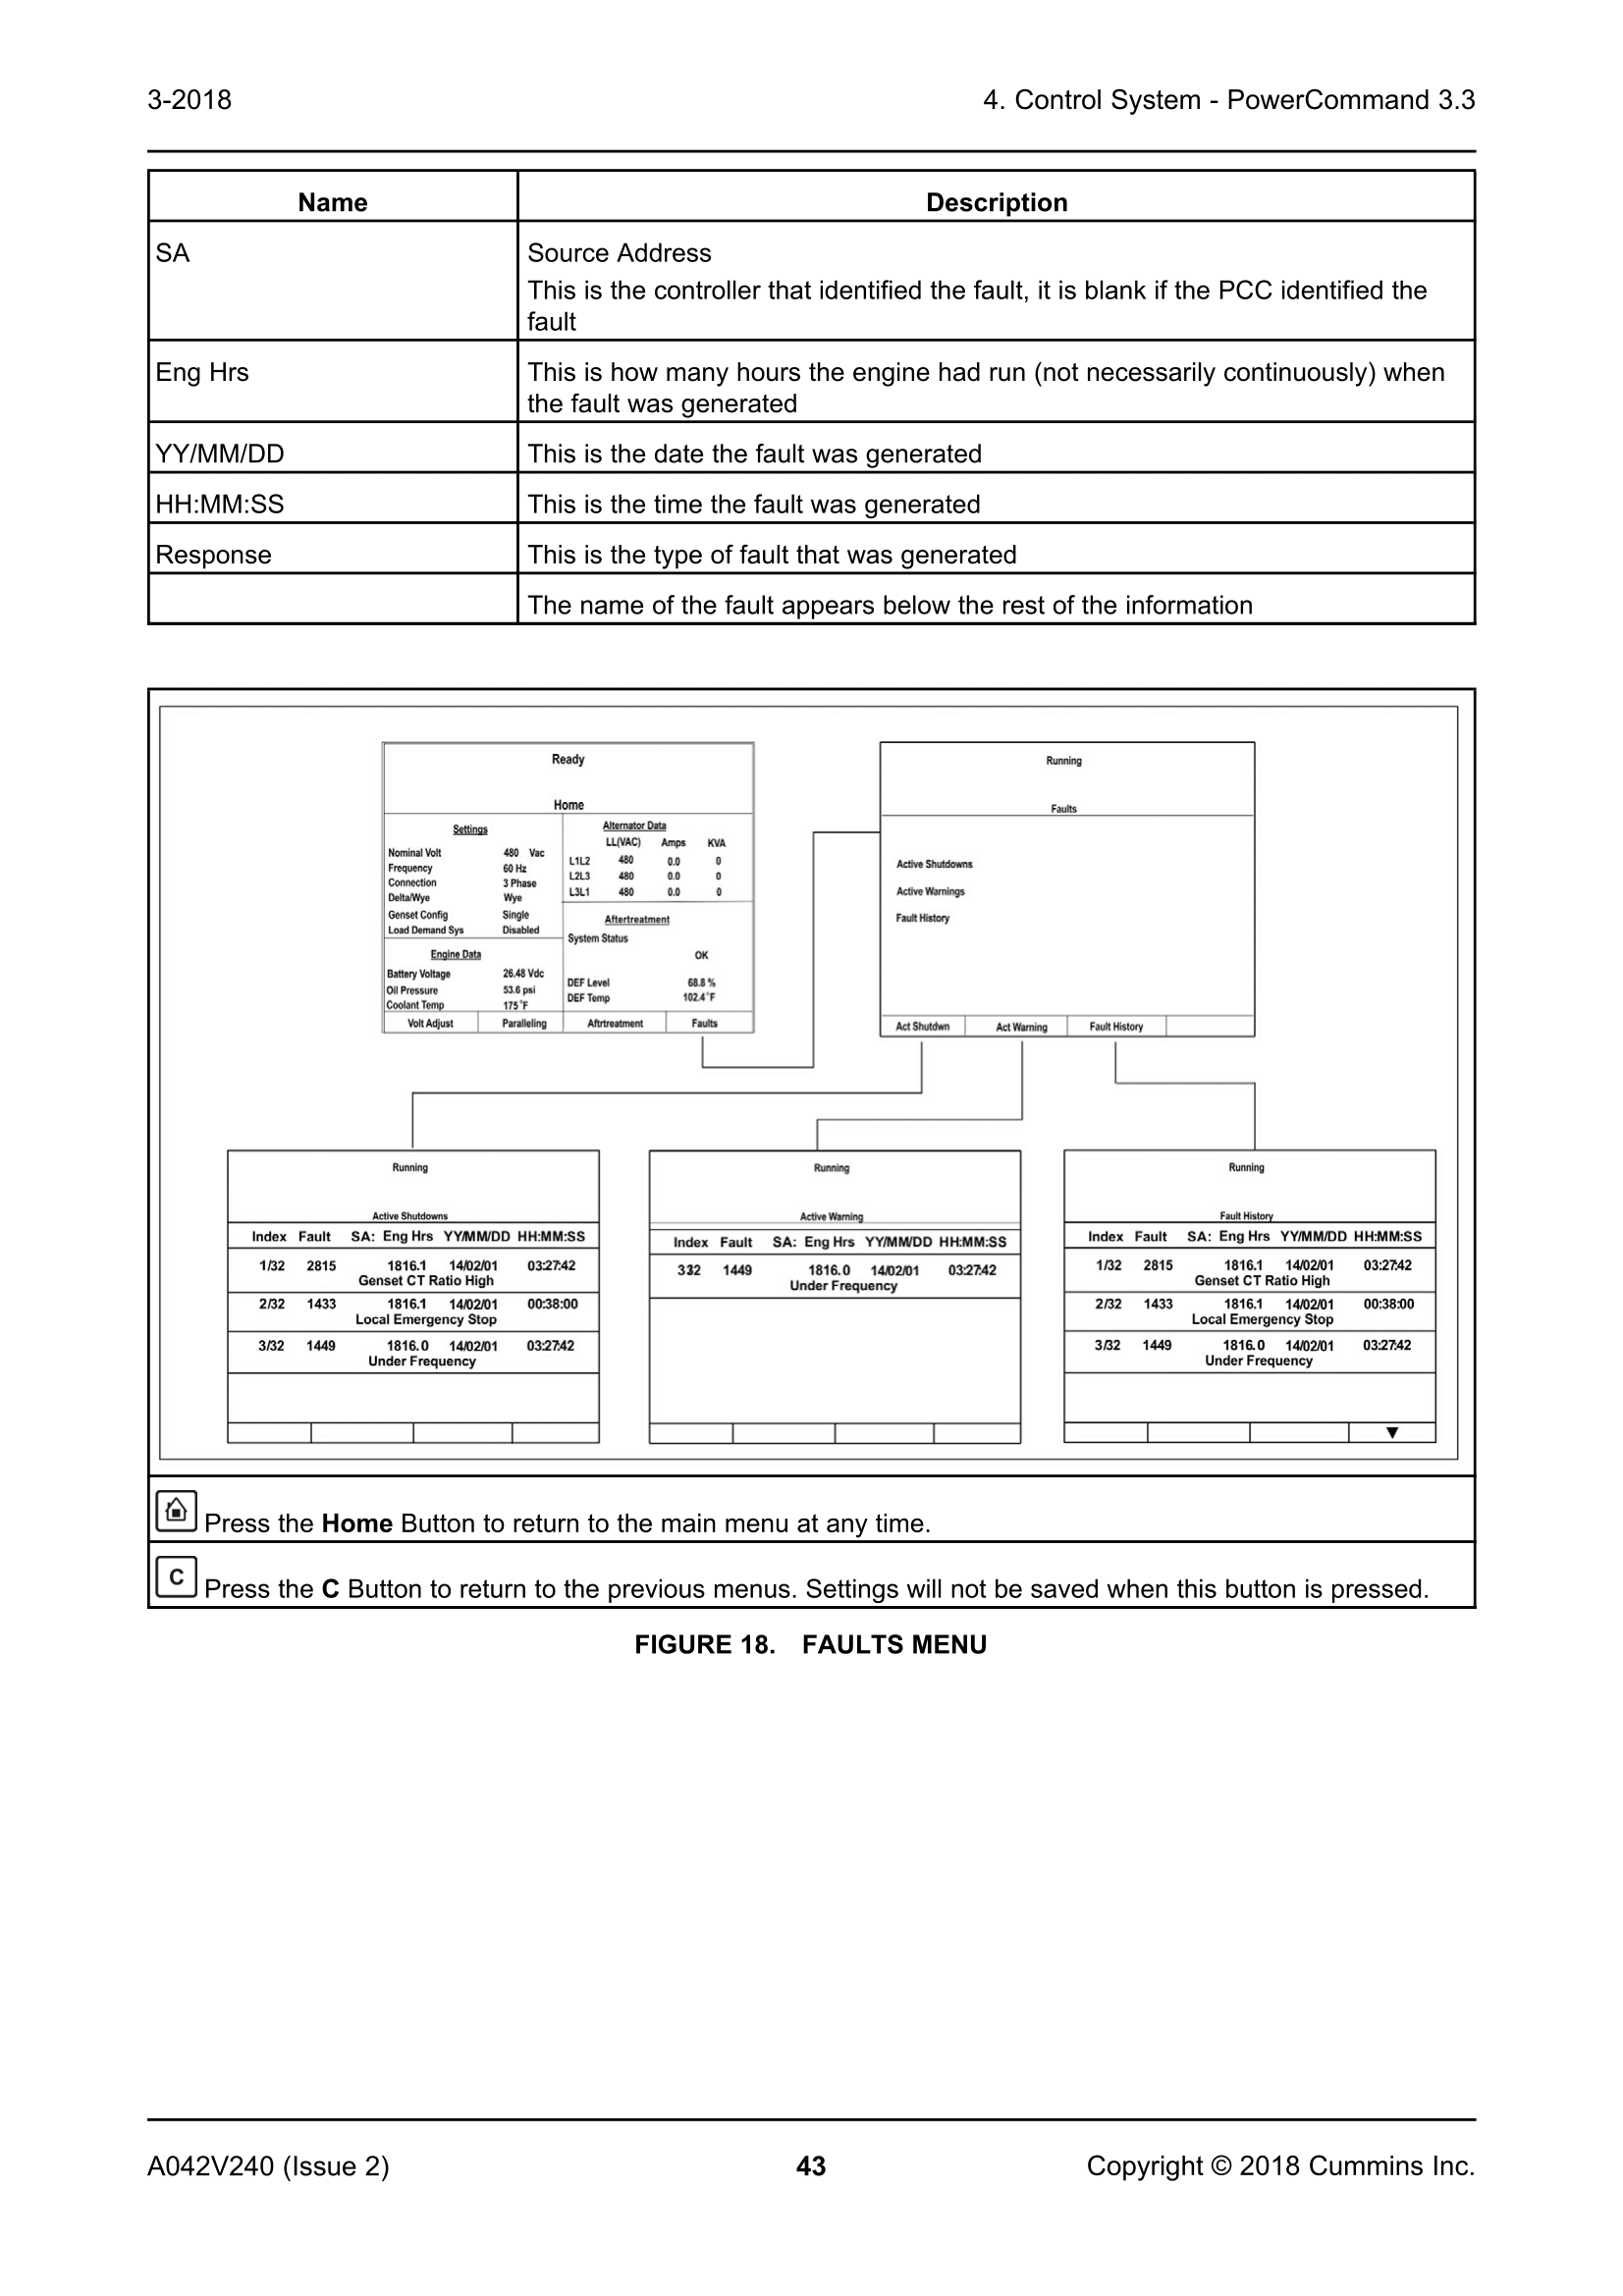 3-2018
4. Control System - PowerCommand 3.3
Name
Description
SA
Source Address
This is the controller that identified the fault, it is blank if the PCC identified the
fault
Eng Hrs
This is how many hours the engine had run (not necessarily continuously) when
the fault was generated
YY/MM/DD
This is the date the fault was generated
HH:MM:SS
This is the time the fault was generated
Response
This is the type of fault that was generated
The name of the fault appears below the rest of the information
Ready
Home
Settings
Nominal Volt 480 Vac
Frequency 60 Hz
Connection 3 Phase
Delta/Wye Wye
Genset Config Single
Load Demand Sys Disabled
Engine Data
Battery Voltage 26.48 Vdc
Oil Pressure 53.6 psi
Coolant Temp 175°F
Alternator Data
LL(VAC) Amps KVA
L1L2 480 0.0 0
L2L3 480 0.0 0
L3L1 480 0.0 0
Aftertreatment
System Status
OK
DEF Level 68.8 %
DEF Temp 102.4°F
Volt Adjust Paralleling Aftrtreatment Faults
Running
Faults
Active Shutdowns
Active Warnings
Fault History
Act Shutdwn Act Warning Fault History
Running
Active Shutdowns
Index Fault SA: Eng Hrs YY/MM/DD HH:MM:SS
1/32 2815 1816.1 14/02/01 03:27:42
Genset CT Ratio High
2/32 1433 1816.1 14/02/01 00:38:00
Local Emergency Stop
3/32 1449 1816.0 14/02/01 03:27:42
Under Frequency
Running
Active Warning
Index Fault SA: Eng Hrs YY/MM/DD HH:MM:SS
332 1449 1816.0 14/02/01 03:27:42
Under Frequency
Running
Fault History
Index Fault SA: Eng Hrs YY/MM/DD HH:MM:SS
1/32 2815 1816.1 14/02/01 03:27:42
Genset CT Ratio High
2/32 1433 1816.1 14/02/01 00:38:00
Local Emergency Stop
3/32 1449 1816.0 14/02/01 03:27:42
Under Frequency
▼
Press the Home Button to return to the main menu at any time.
C Press the C Button to return to the previous menus. Settings will not be saved when this button is pressed.
FIGURE 18. FAULTS MENU
A042V240 (Issue 2)
43
Copyright © 2018 Cummins Inc.